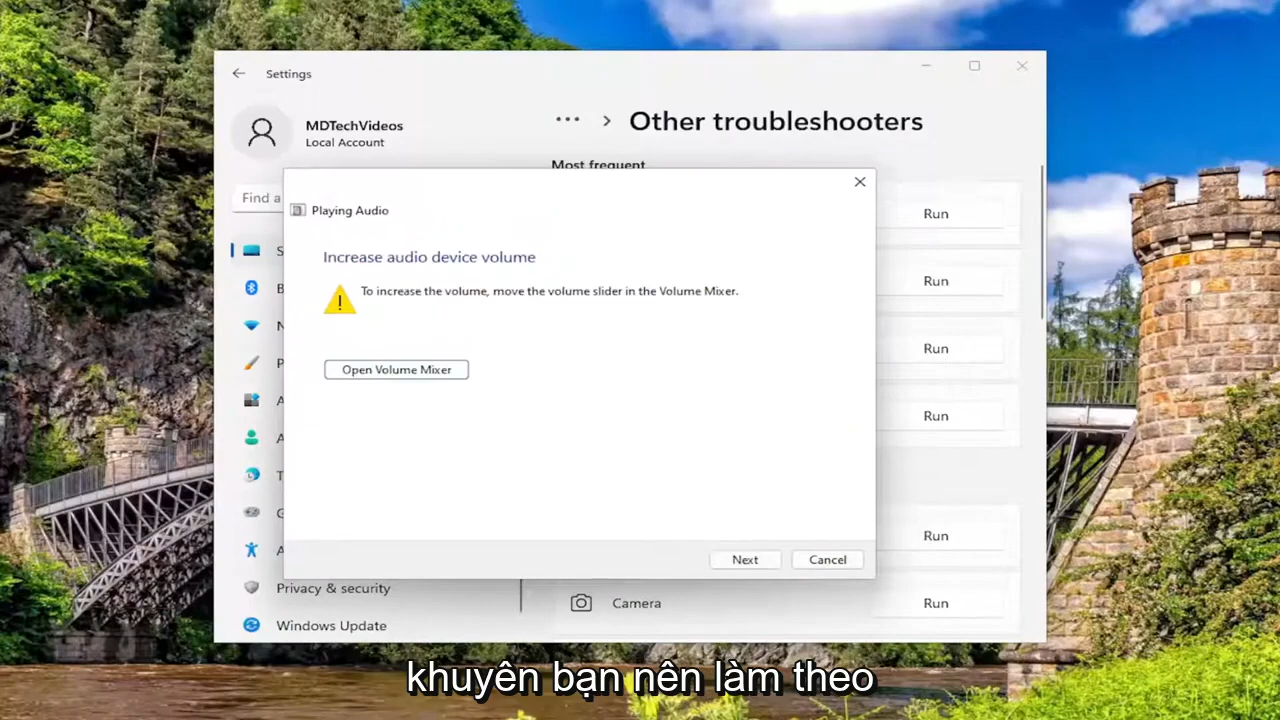 Settings
MDTechVideos
Local Account
Other troubleshooters
Most frequent
Find a
Playing Audio
Increase audio device volume
To increase the volume, move the volume slider in the Volume Mixer.
Open Volume Mixer
Next
Cancel
Run
Run
Run
Run
Run
Camera
Run
S
B
N
P
A
A
T
G
A
Privacy & security
Windows Update
khuyên bạn nên làm theo